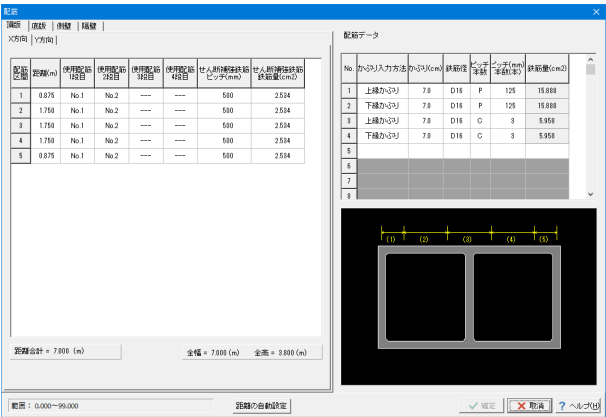 配筋
頂版 底版 側壁 隔壁
X方向 Y方向
配筋区間 距離(m) 使用配筋1段目 使用配筋2段目 使用配筋3段目 使用配筋4段目 せん断補強鉄筋ピッチ(mm) せん断補強鉄筋鉄筋量(cm2)
1 0.875 No.1 No.2 --- --- 500 2.534
2 1.750 No.1 No.2 --- --- 500 2.534
3 1.750 No.1 No.2 --- --- 500 2.534
4 1.750 No.1 No.2 --- --- 500 2.534
5 0.875 No.1 No.2 --- --- 500 2.534
距離合計 = 7.000 (m)
全幅 = 7.000 (m) 全高 = 3.800 (m)
配筋データ
No. かぶり入力方法 かぶり(cm) 鉄筋径 ピッチ本数 ピッチ(mm)本数(本) 鉄筋量(cm2)
1 上縁かぶり 7.0 D16 P 125 15.888
2 下縁かぶり 7.0 D16 P 125 15.888
3 上縁かぶり 7.0 D16 C 3 5.958
4 下縁かぶり 7.0 D16 C 3 5.958
5
6
7
8
(1) (2) (3) (4) (5)
範囲: 0.000~99.000
距離の自動設定
確定 取消 ? ヘルプ(H)